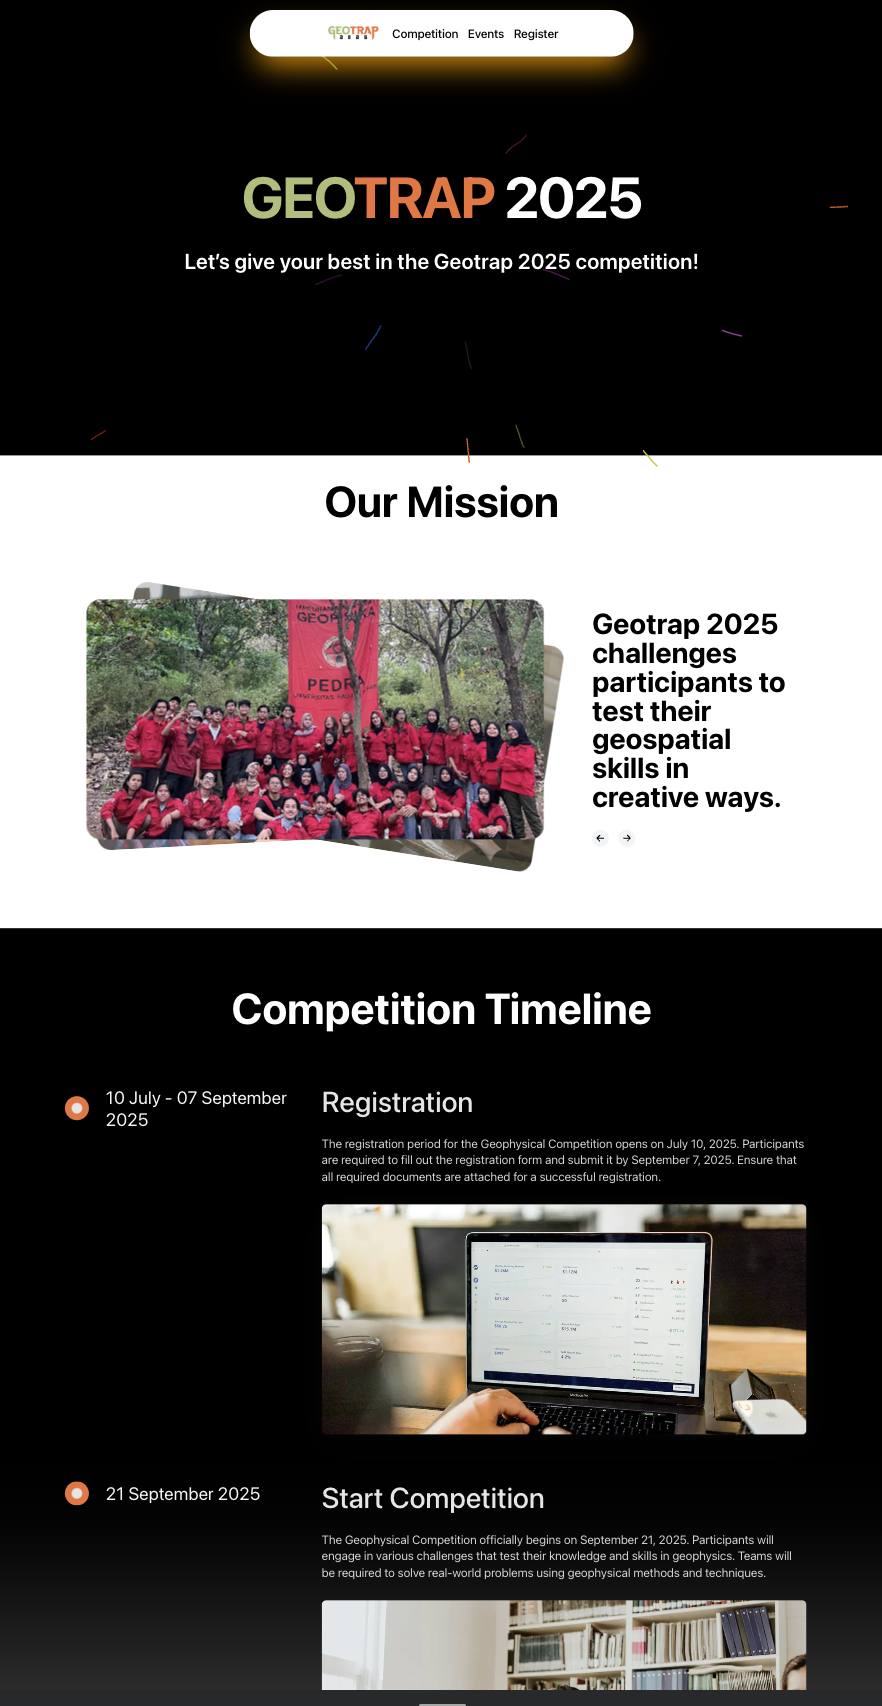 GEOTRAP
2025
Competition Events Register
GEOTRAP 2025
Let's give your best in the Geotrap 2025 competition!
Our Mission
PEDRA
Geotrap 2025
challenges
participants to
test their
geospatial
skills in
creative ways.
Competition Timeline
10 July - 07 September
2025
Registration
The registration period for the Geophysical Competition opens on July 10, 2025. Participants
are required to fill out the registration form and submit it by September 7, 2025. Ensure that
all required documents are attached for a successful registration.
21 September 2025
Start Competition
The Geophysical Competition officially begins on September 21, 2025. Participants will
engage in various challenges that test their knowledge and skills in geophysics. Teams will
be required to solve real-world problems using geophysical methods and techniques.